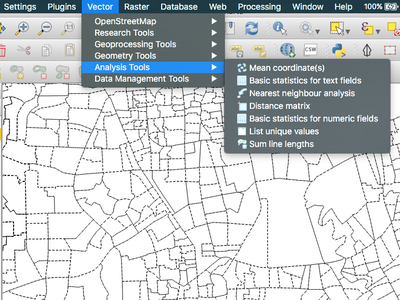 Settings Plugins Vector Raster Database Web Processing Window Help 100%
OpenStreetMap
Research Tools
Geoprocessing Tools
Geometry Tools
Analysis Tools
Data Management Tools
Mean coordinate(s)
Basic statistics for text fields
Nearest neighbour analysis
Distance matrix
Basic statistics for numeric fields
List unique values
Sum line lengths
CSW